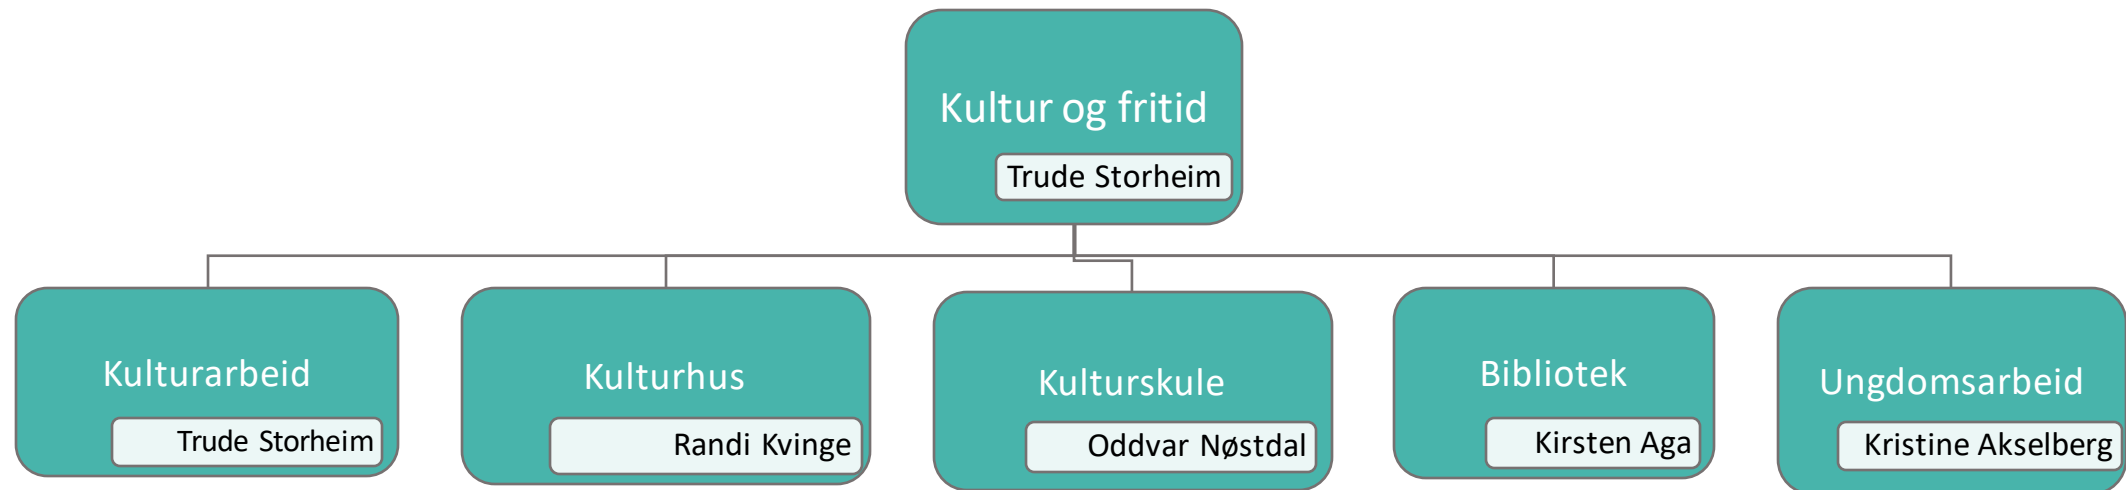 Kultur og fritid
Trude Storheim
Kulturarbeid
Trude Storheim
Kulturhus
Randi Kvinge
Kulturskule
Oddvar Nøstdal
Bibliotek
Kirsten Aga
Ungdomsarbeid
Kristine Akselberg